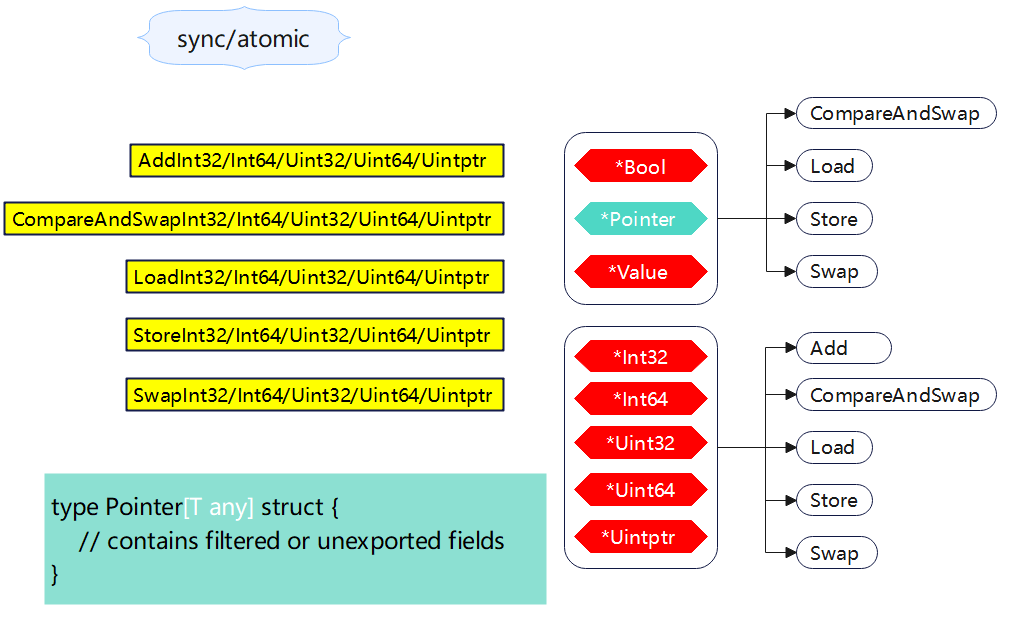 sync/atomic
AddInt32/Int64/Uint32/Uint64/Uintptr
CompareAndSwapInt32/Int64/Uint32/Uint64/Uintptr
LoadInt32/Int64/Uint32/Uint64/Uintptr
StoreInt32/Int64/Uint32/Uint64/Uintptr
SwapInt32/Int64/Uint32/Uint64/Uintptr
type Pointer[T any] struct {
// contains filtered or unexported fields
}
*Bool
*Pointer
*Value
CompareAndSwap
Load
Store
Swap
*Int32
*Int64
*Uint32
*Uint64
*Uintptr
Add
CompareAndSwap
Load
Store
Swap